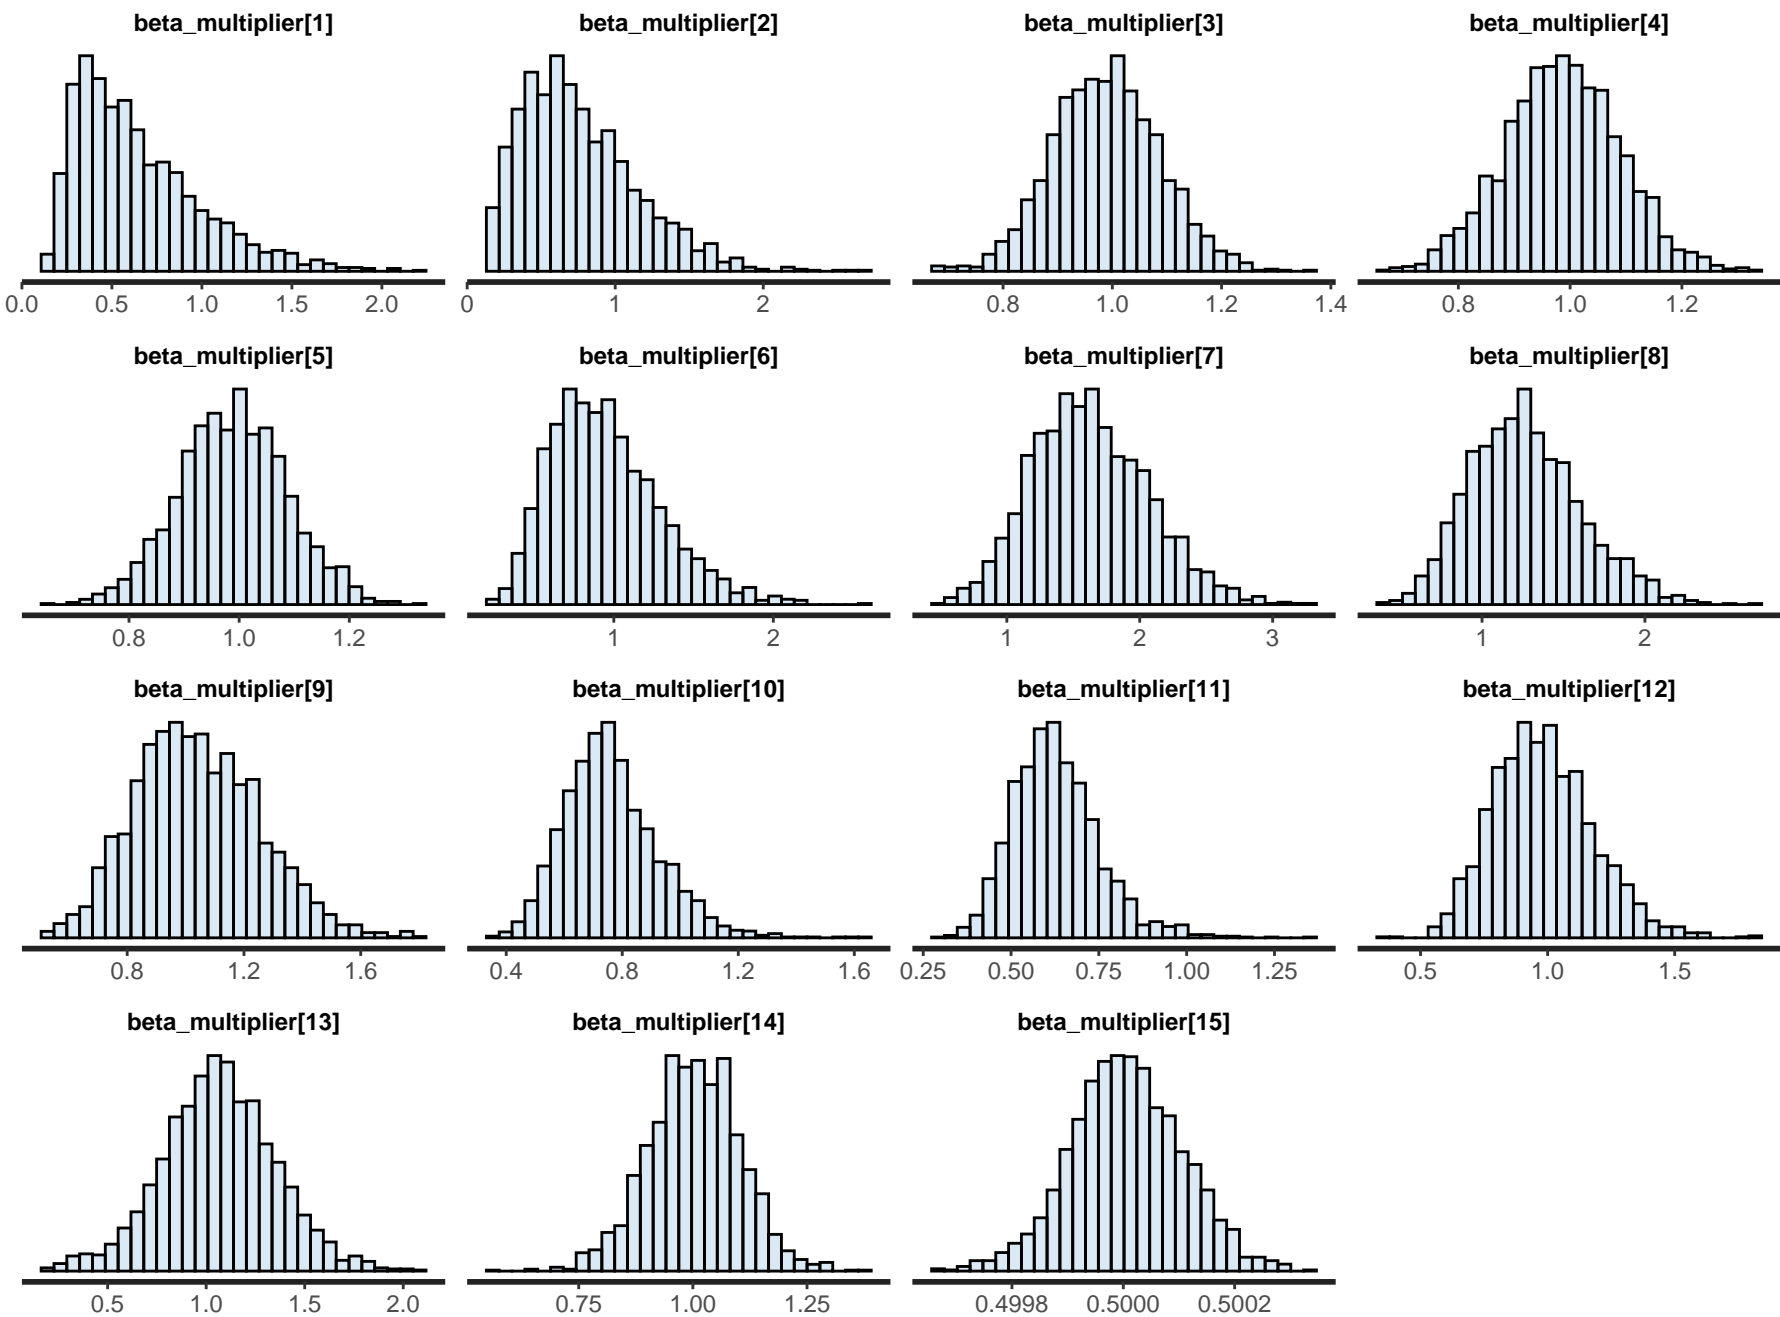 beta_multiplier[1] beta_multiplier[2] beta_multiplier[3] beta_multiplier[4]
0.0 0.5 1.0 1.5 2.0 0 1 2 0.8 1.0 1.2 1.4 0.8 1.0 1.2
beta_multiplier[5] beta_multiplier[6] beta_multiplier[7] beta_multiplier[8]
0.8 1.0 1.2 1 2 1 2 3 1 2
beta_multiplier[9] beta_multiplier[10] beta_multiplier[11] beta_multiplier[12]
0.8 1.2 1.6 0.4 0.8 1.2 1.6 0.25 0.50 0.75 1.00 1.25 0.5 1.0 1.5
beta_multiplier[13] beta_multiplier[14] beta_multiplier[15]
0.5 1.0 1.5 2.0 0.75 1.00 1.25 0.4998 0.5000 0.5002